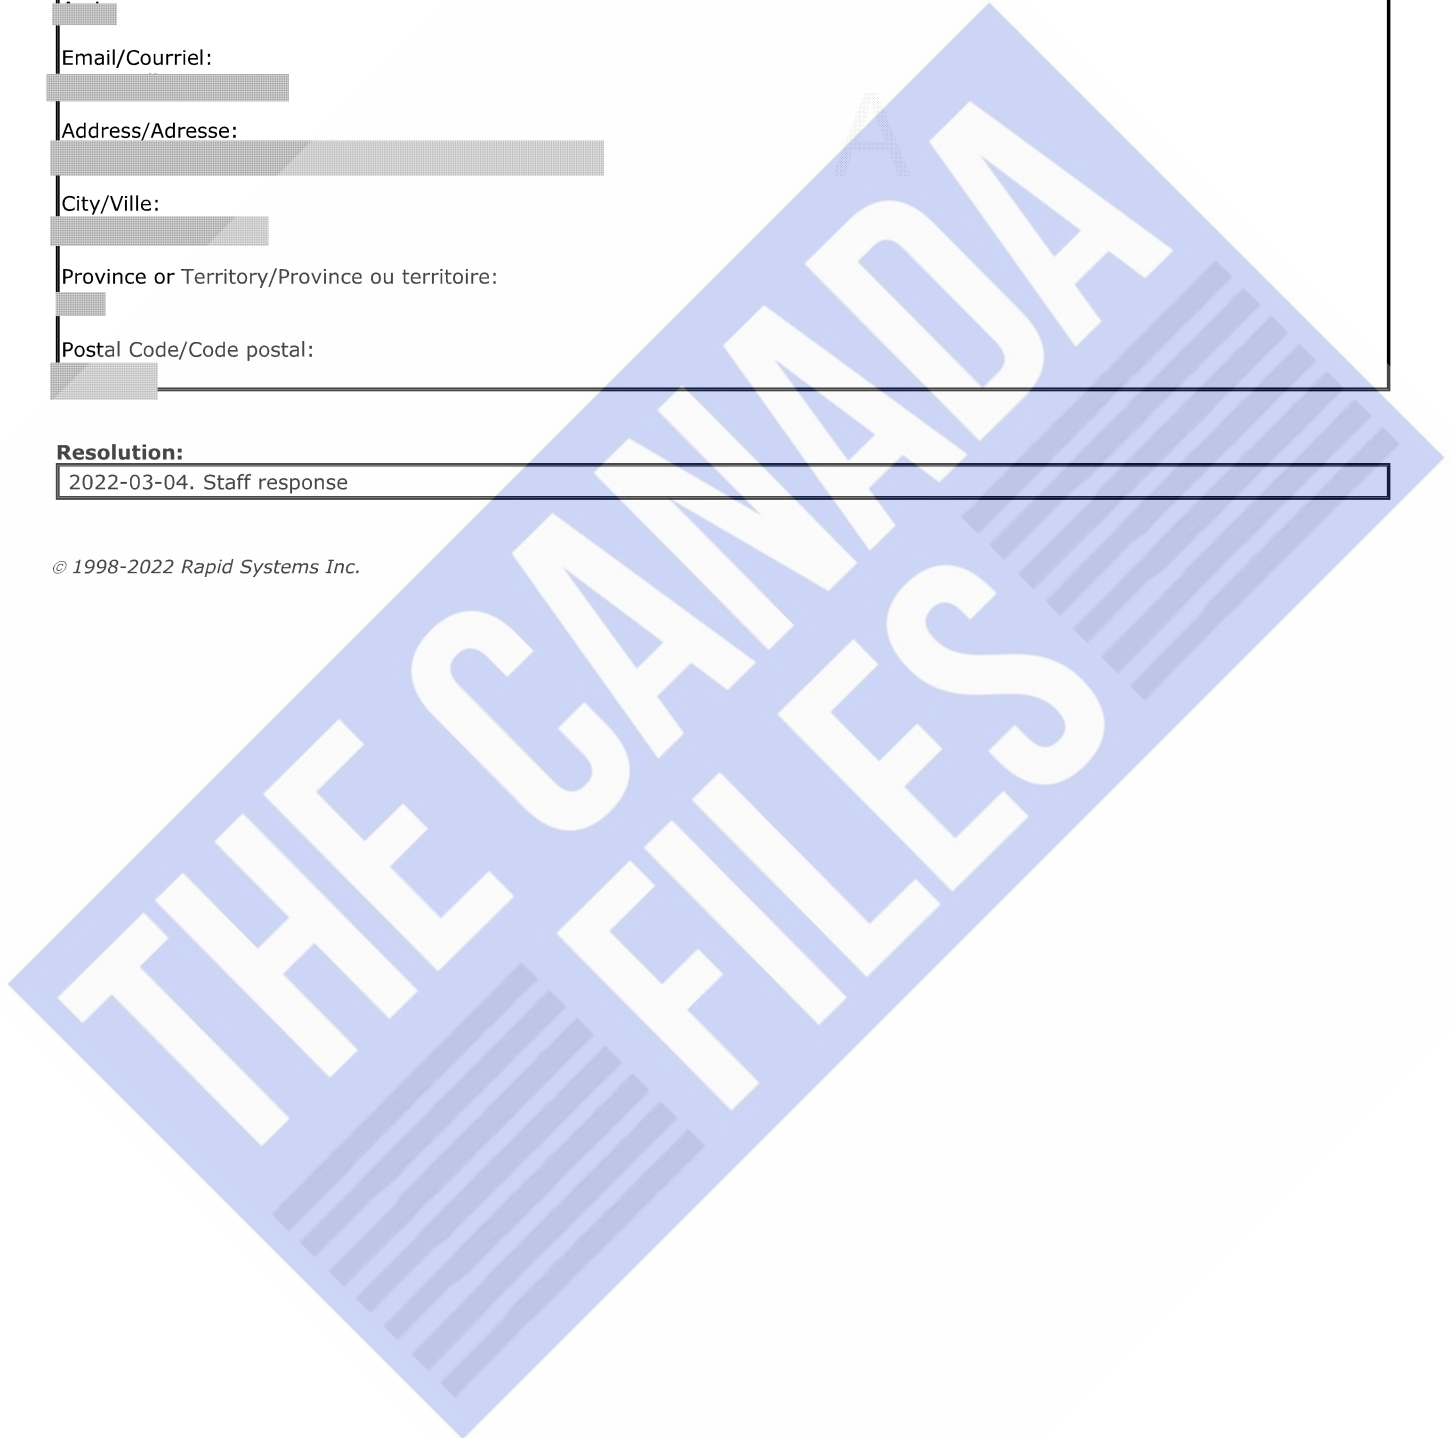 Email/Courriel:
Address/Adresse:
City/Ville:
Province or Territory/Province ou territoire:
Postal Code/Code postal:
Resolution:
2022-03-04. Staff response
© 1998-2022 Rapid Systems Inc.
THE CANADA
FILES
A